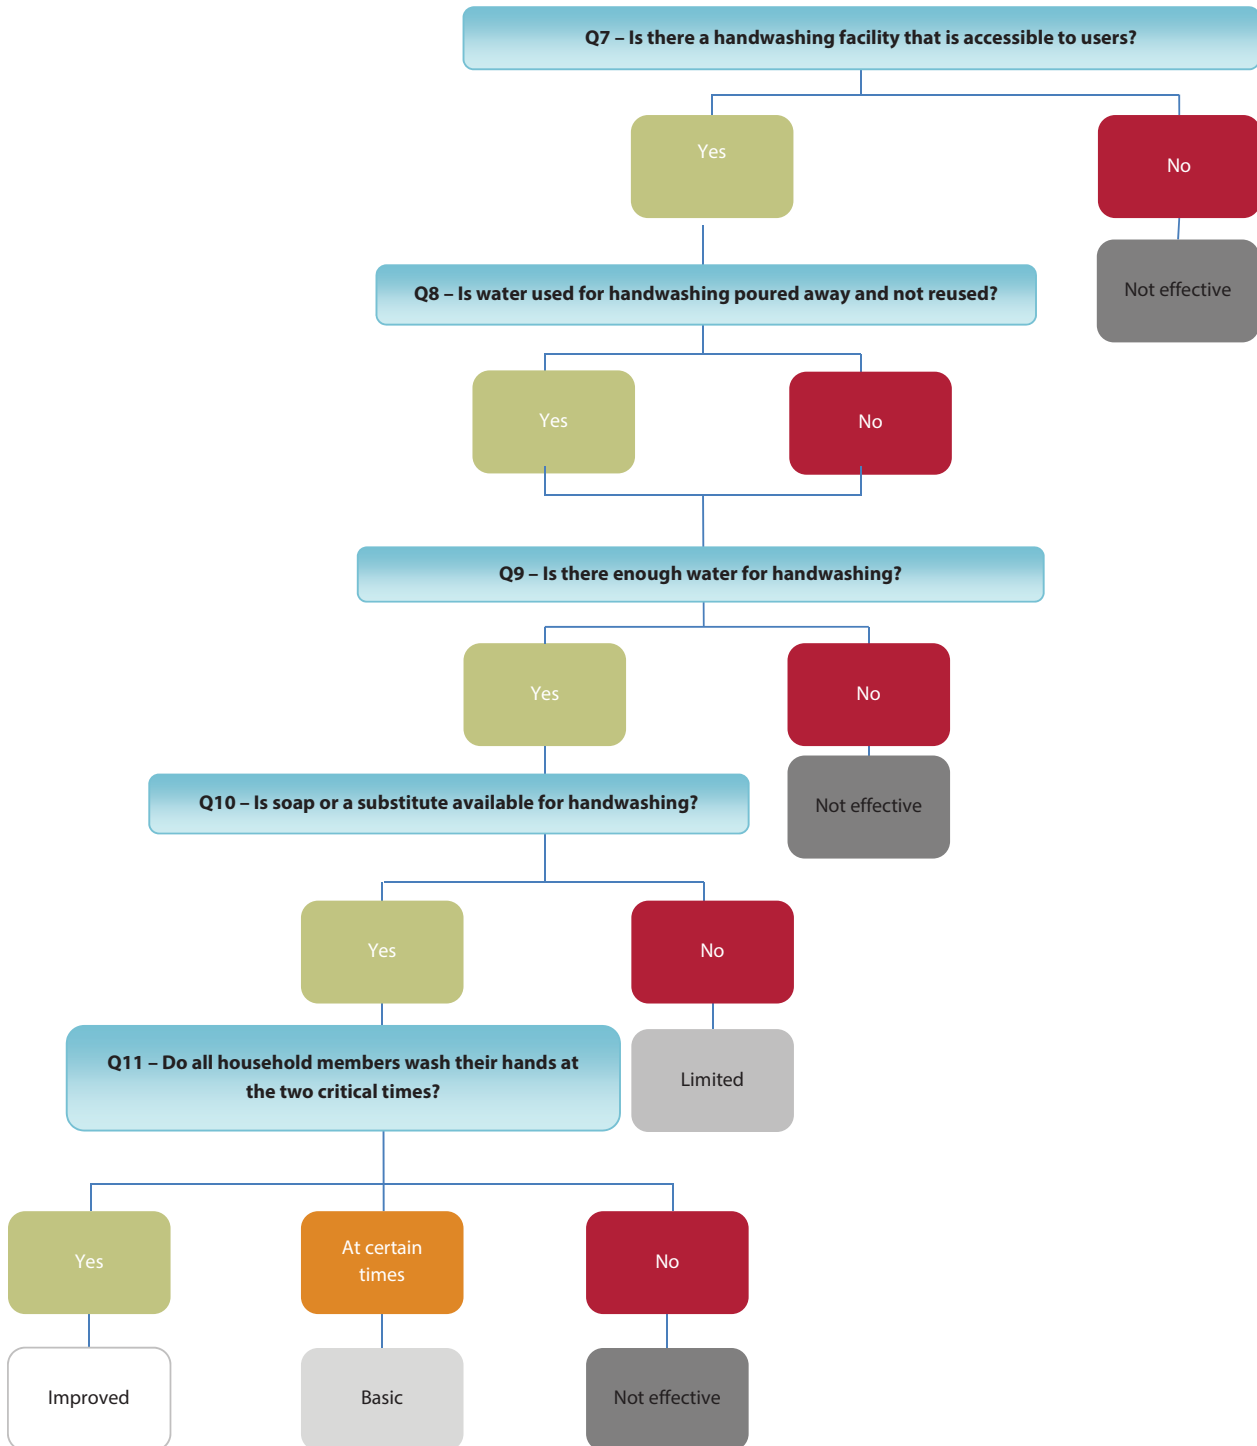 Q7 – Is there a handwashing facility that is accessible to users?
Yes
No
Not effective
Q8 – Is water used for handwashing poured away and not reused?
Yes
No
Q9 – Is there enough water for handwashing?
Yes
No
Not effective
Q10 – Is soap or a substitute available for handwashing?
Yes
No
Limited
Q11 – Do all household members wash their hands at
the two critical times?
Yes
At certain
times
No
Improved
Basic
Not effective